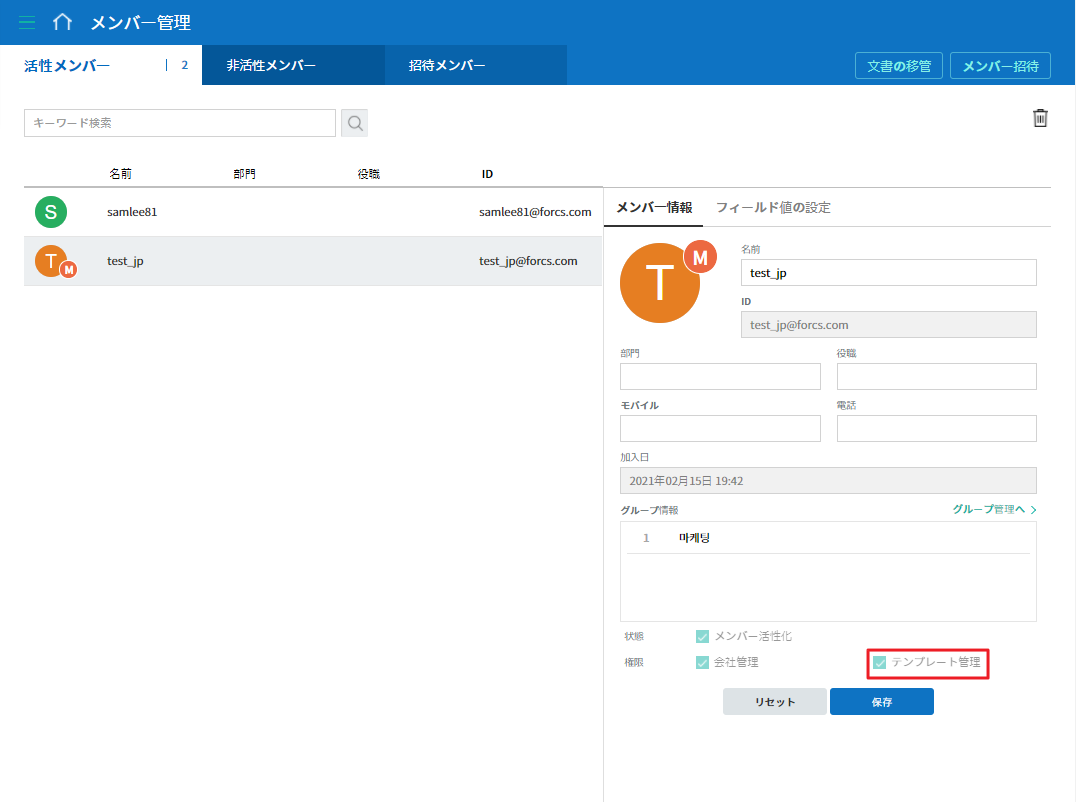 メンバー管理
活性メンバー 2 非活性メンバー 招待メンバー 文書の移管 メンバー招待
キーワード検索
名前 部門 役職 ID
S samlee81 samlee81@forcs.com
T M test_jp test_jp@forcs.com
メンバー情報 フィールド値の設定
T M
名前
test_jp
ID
test_jp@forcs.com
部門 役職
モバイル 電話
加入日
2021年02月15日 19:42
グループ情報 グループ管理へ
1 마케팅
状態 メンバー活性化
権限 会社管理 テンプレート管理
リセット 保存